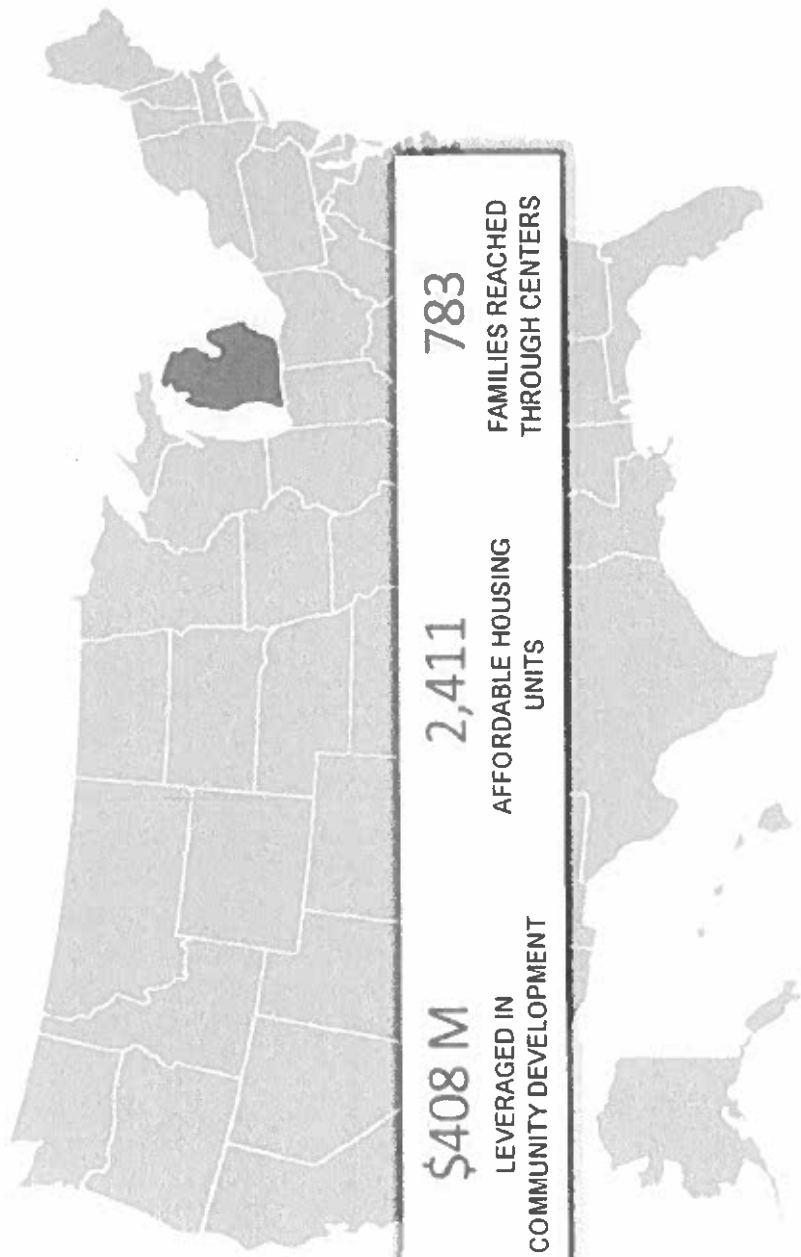 $408 M
LEVERAGED IN
COMMUNITY DEVELOPMENT
2,411
AFFORDABLE HOUSING
UNITS
783
FAMILIES REACHED
THROUGH CENTERS